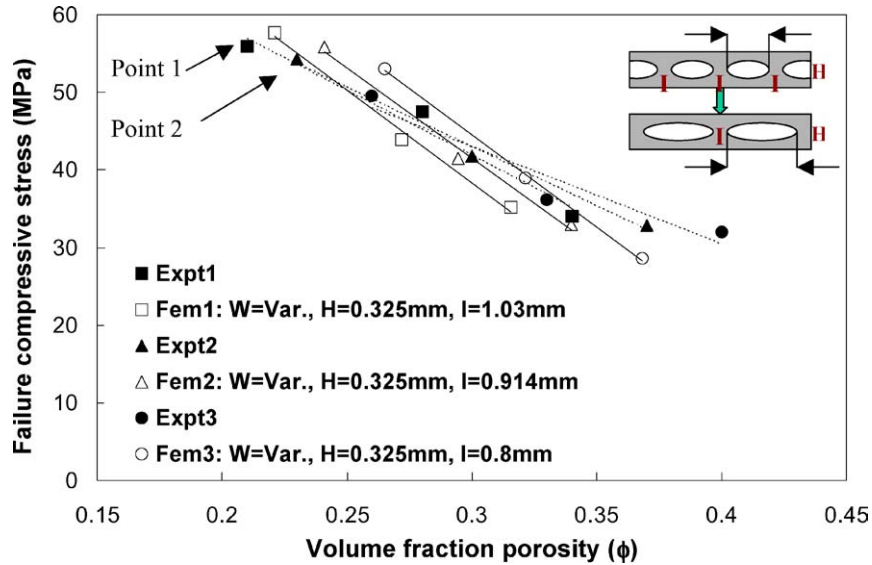 60
50
40
30
20
10
0
Failure compressive stress (MPa)
Point 1
Point 2
I I I H
I H
Expt1
Fem1: W=Var., H=0.325mm, I=1.03mm
Expt2
Fem2: W=Var., H=0.325mm, I=0.914mm
Expt3
Fem3: W=Var., H=0.325mm, I=0.8mm
0.15 0.2 0.25 0.3 0.35 0.4 0.45
Volume fraction porosity (ϕ)